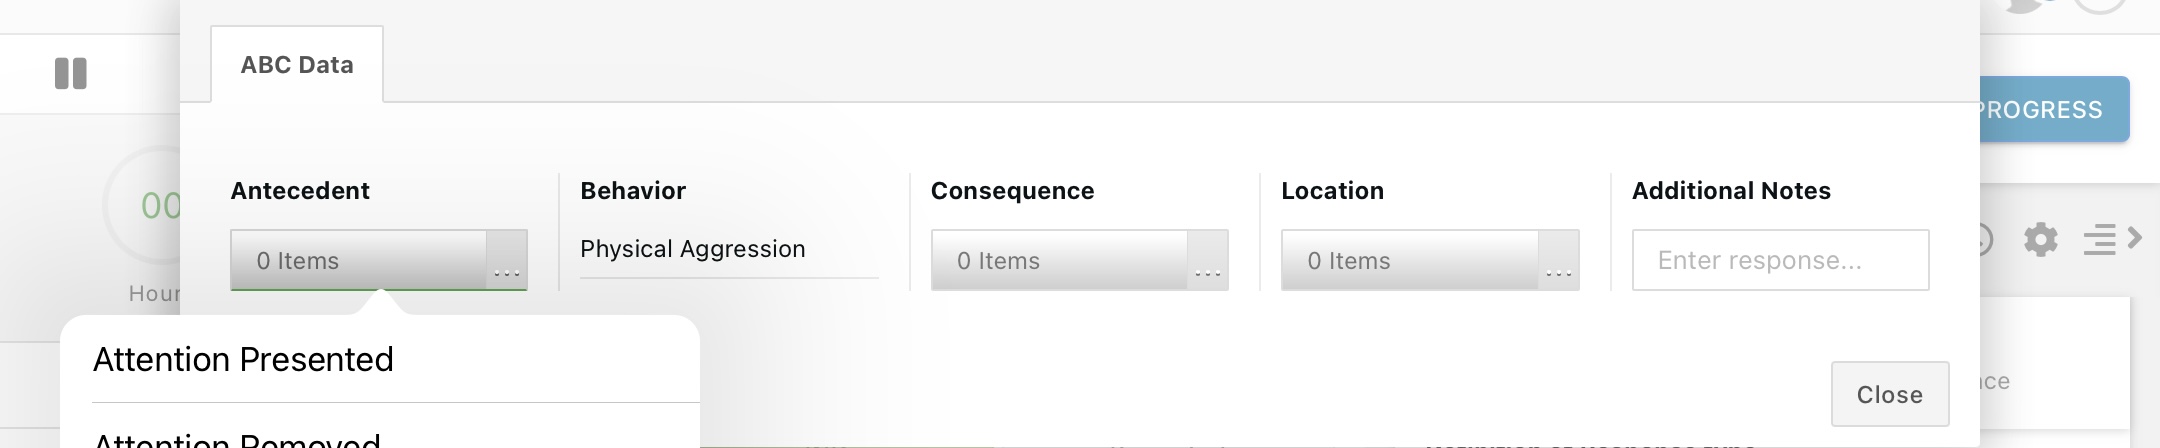 ABC Data
PROGRESS
Antecedent
Behavior
Consequence
Location
Additional Notes
0 Items
...
Physical Aggression
0 Items
...
0 Items
...
Enter response...
00
Hour
Attention Presented
Close
Attention Removed